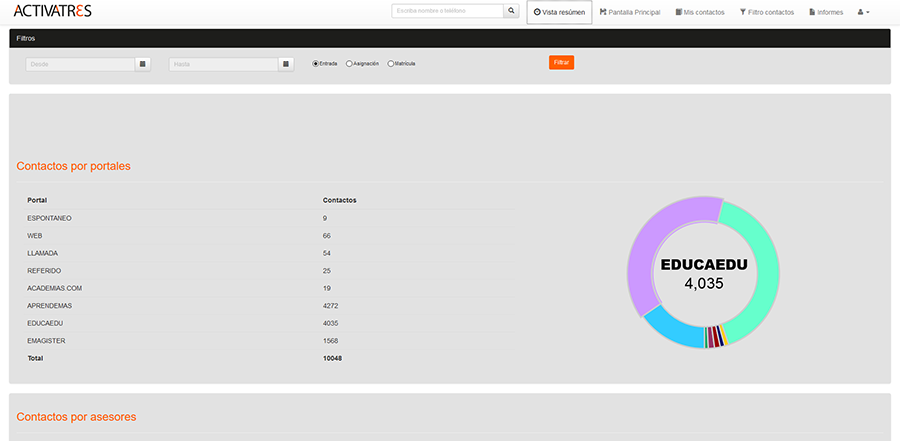 ACTIVATRES Escriba nombre o teléfono Vista resúmen Pantalla Principal Mis contactos Filtro contactos Informes
Filtros
Desde Hasta Entrada Asignación Matrícula Filtrar
Contactos por portales
Portal Contactos
ESPONTANEO 9
WEB 66
LLAMADA 54
REFERIDO 25
ACADEMIAS.COM 19
APRENDEMAS 4272
EDUCAEDU 4035
EMAGISTER 1568
Total 10048
EDUCAEDU
4,035
Contactos por asesores